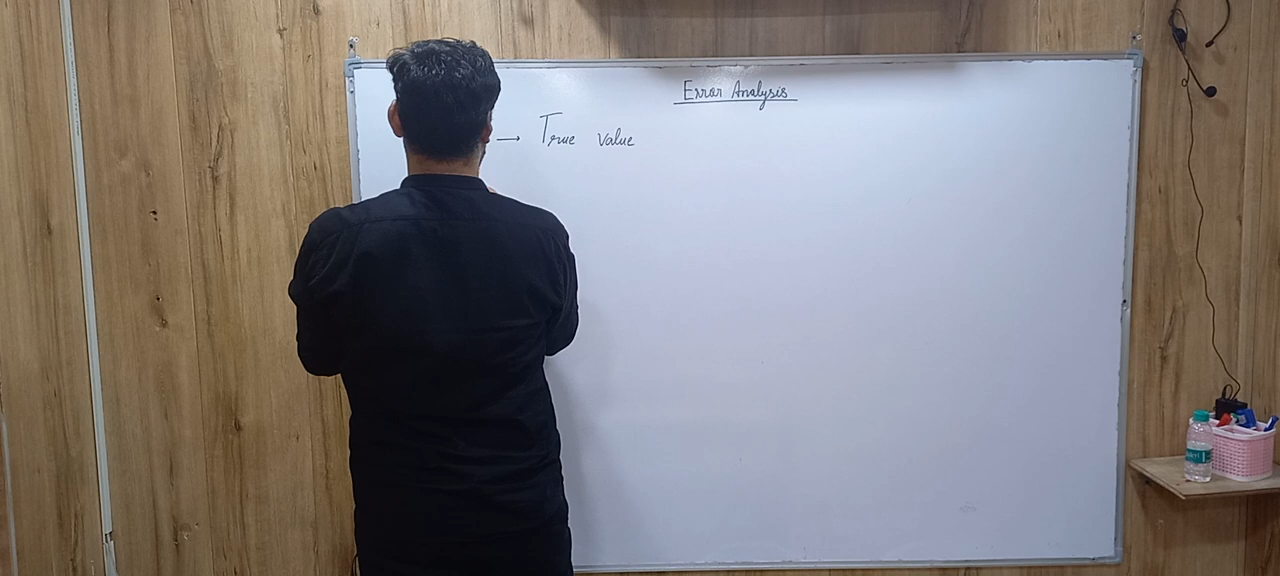 Error Analysis
→ True value